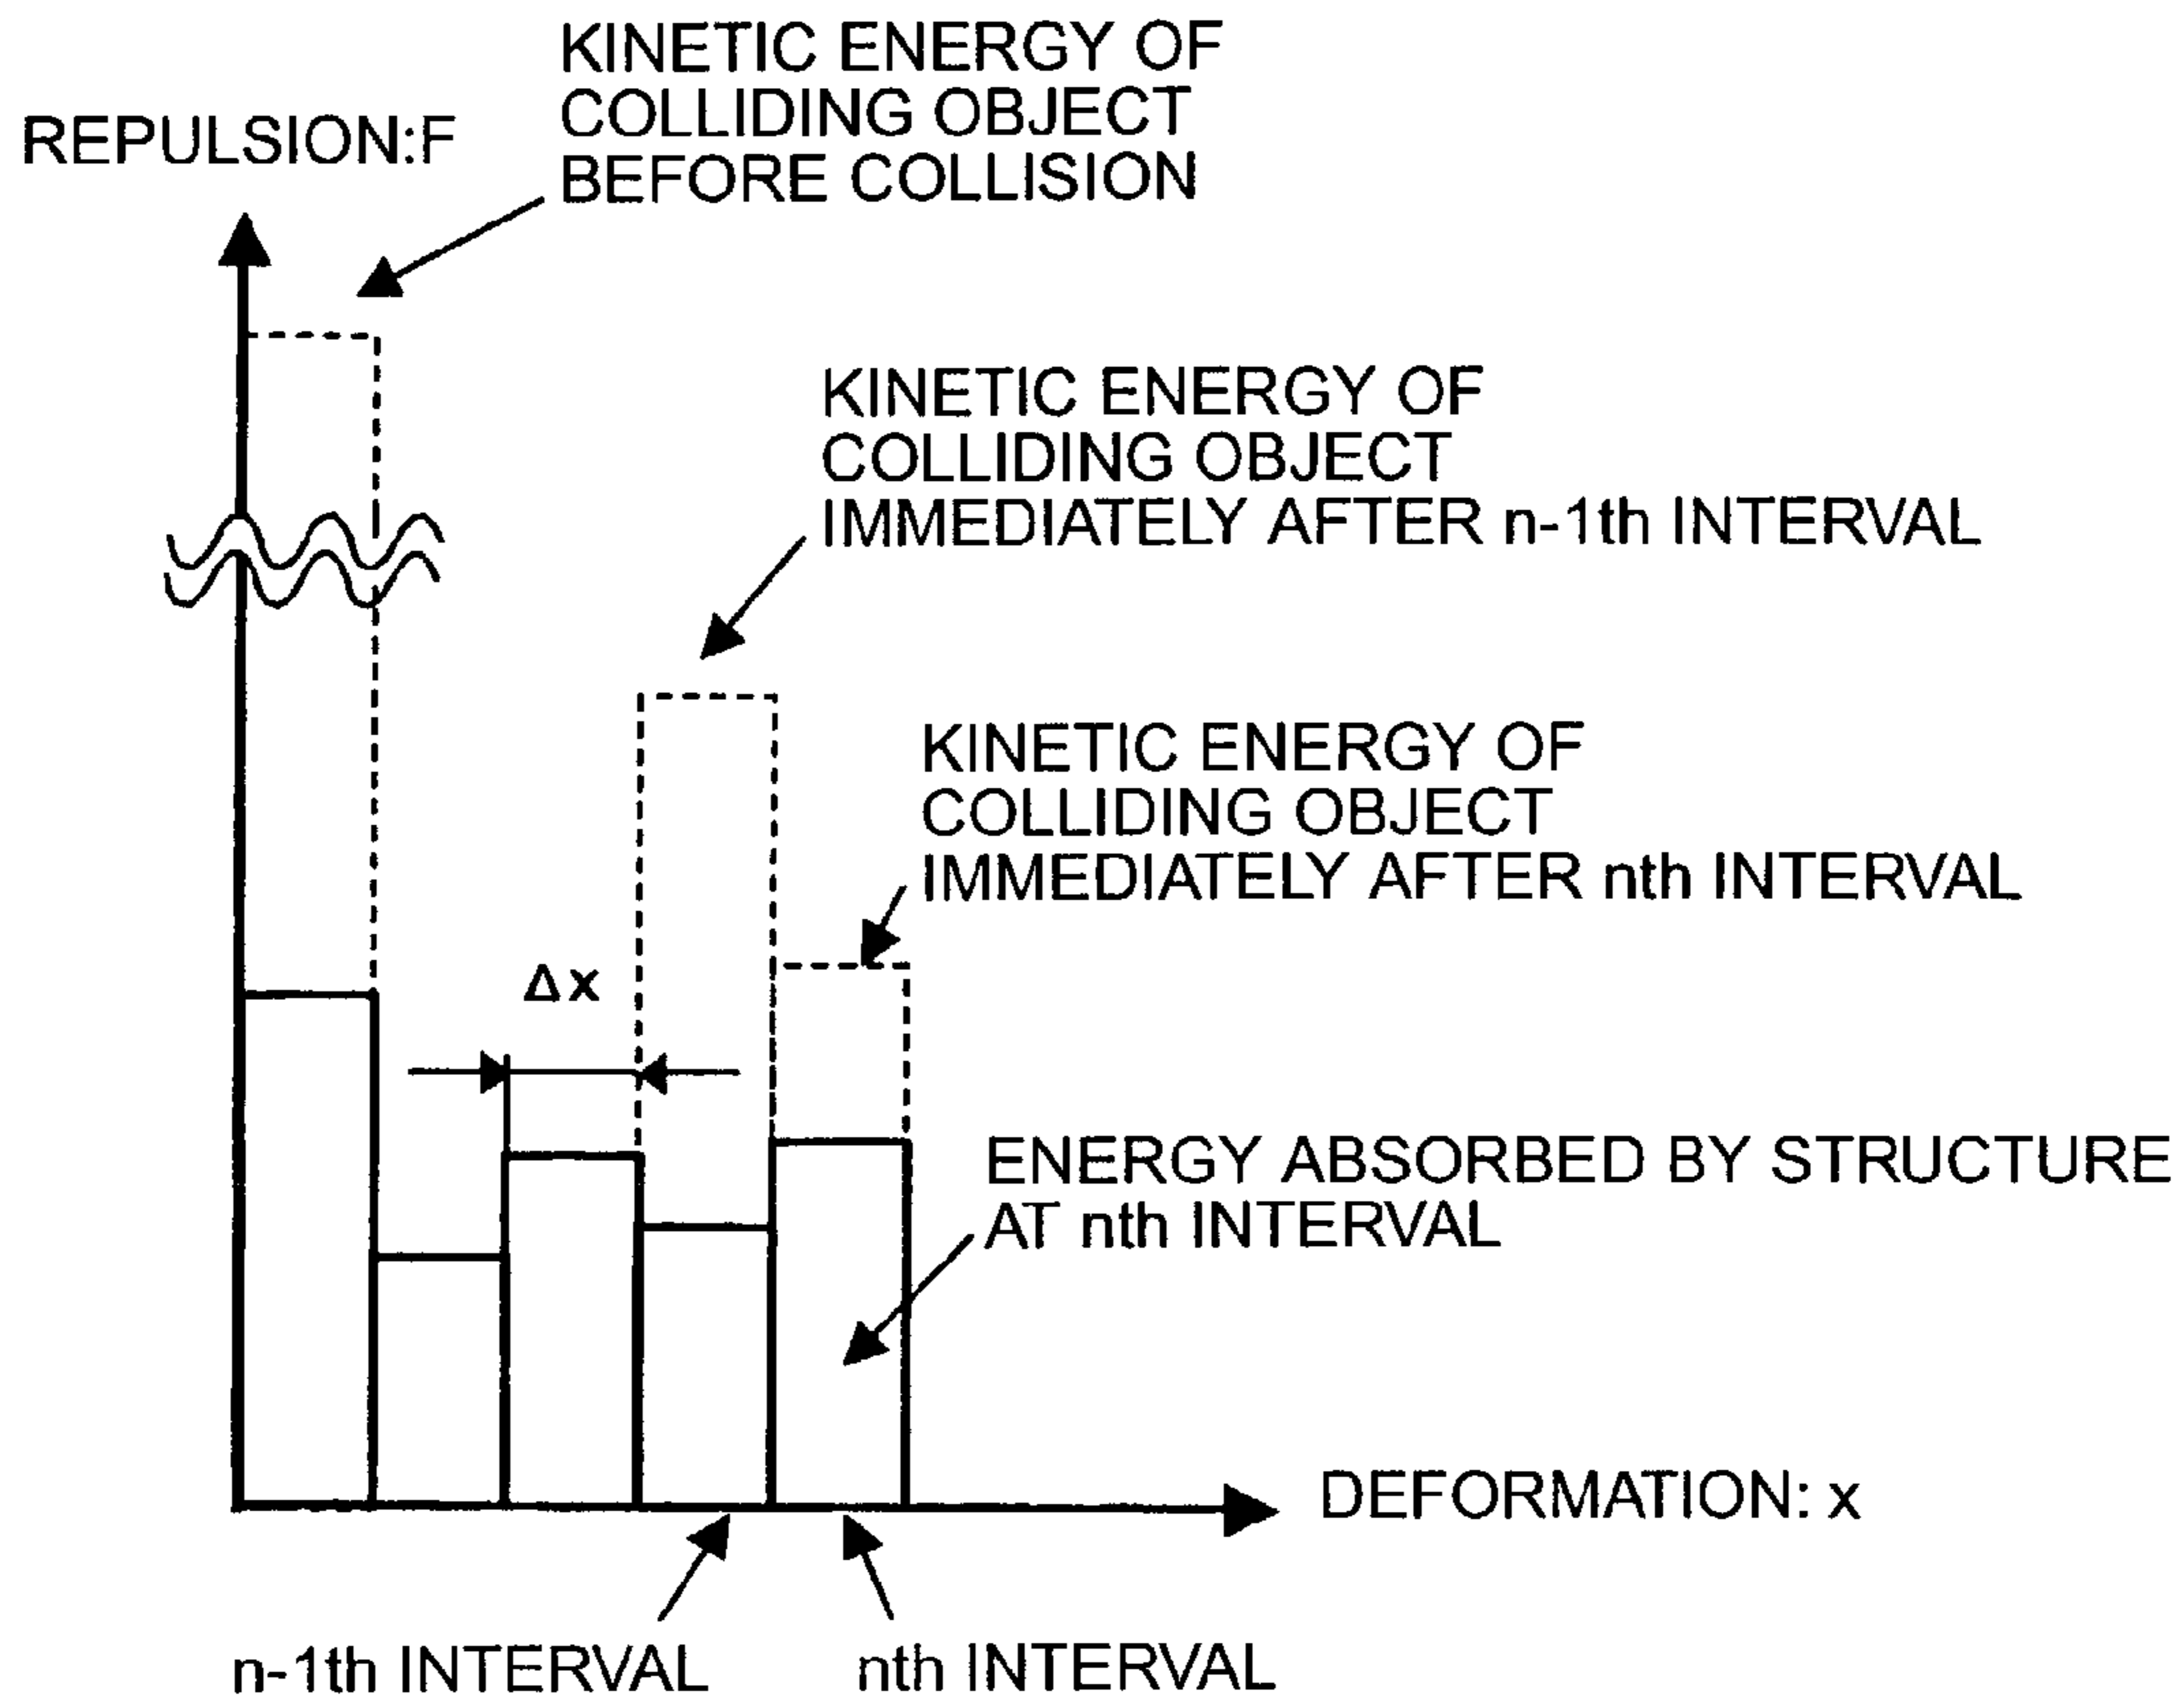 KINETIC ENERGY OF
COLLIDING OBJECT
BEFORE COLLISION
REPULSION:F
KINETIC ENERGY OF
COLLIDING OBJECT
IMMEDIATELY AFTER n-1th INTERVAL
KINETIC ENERGY OF
COLLIDING OBJECT
IMMEDIATELY AFTER nth INTERVAL
Δx
ENERGY ABSORBED BY STRUCTURE
AT nth INTERVAL
DEFORMATION: x
n-1th INTERVAL
nth INTERVAL